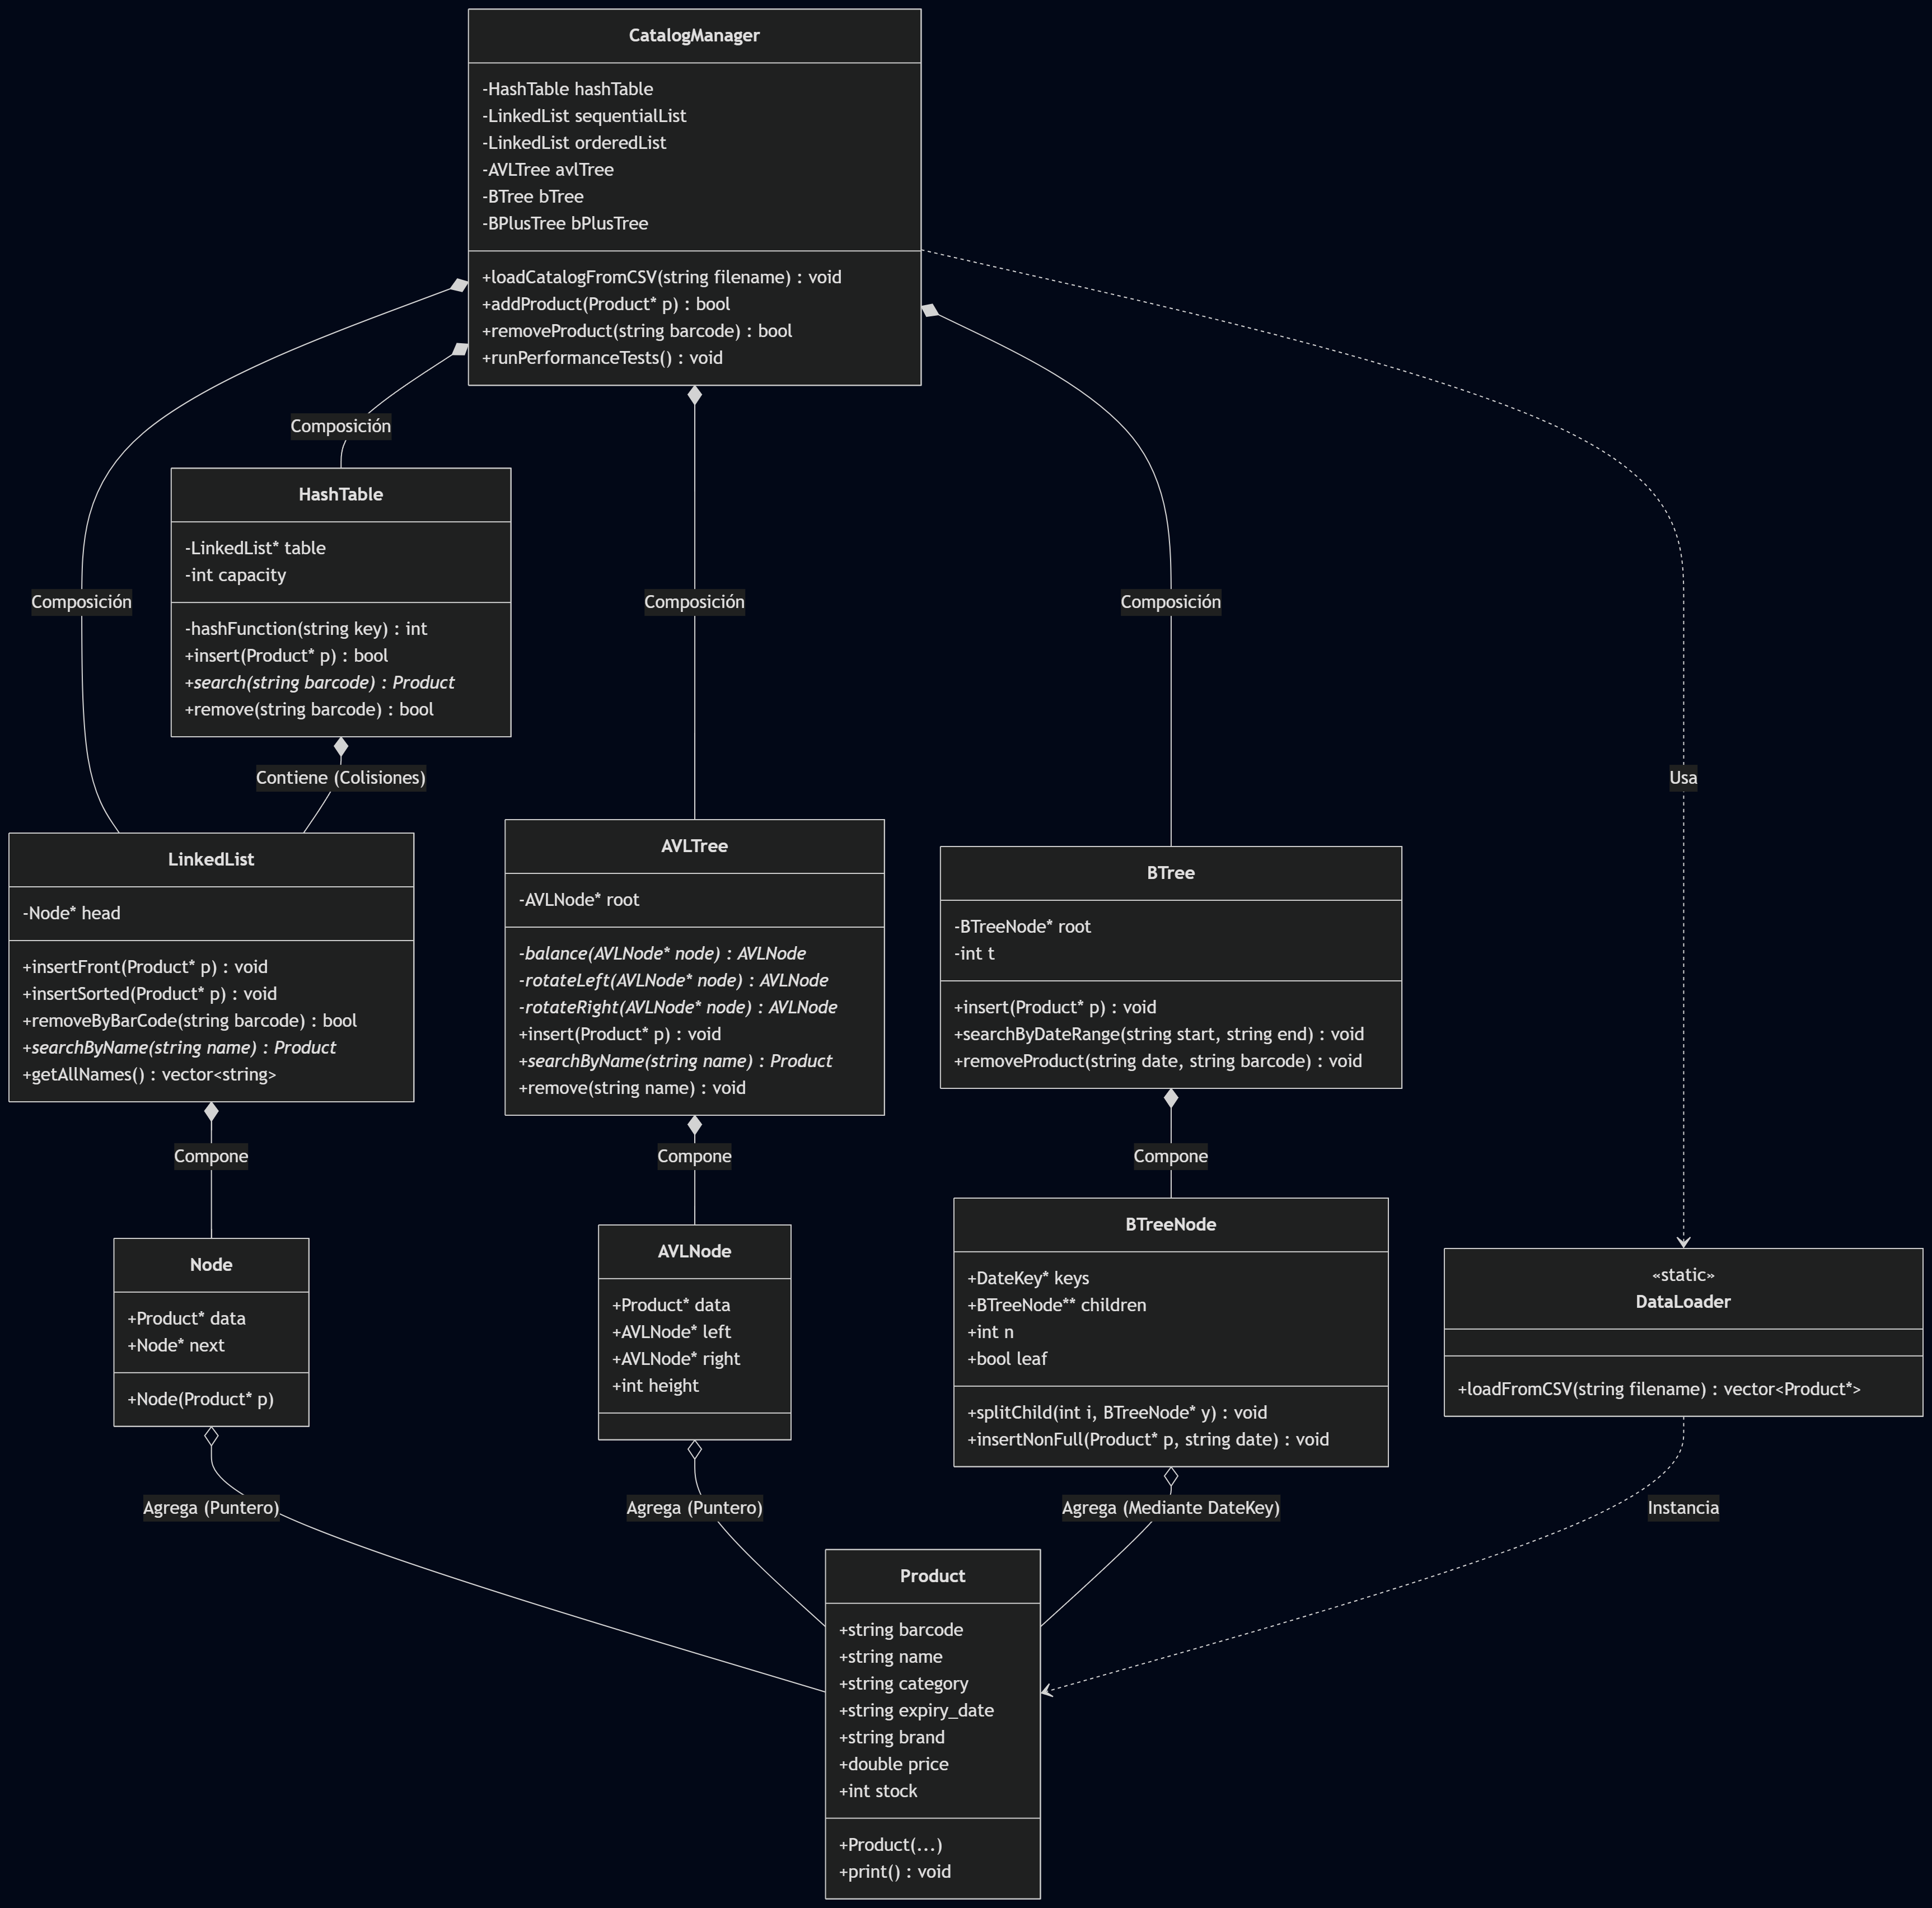 CatalogManager
-HashTable hashTable
-LinkedList sequentialList
-LinkedList orderedList
-AVLTree avlTree
-BTree bTree
-BPlusTree bPlusTree
+loadCatalogFromCSV(string filename) : void
+addProduct(Product* p) : bool
+removeProduct(string barcode) : bool
+runPerformanceTests() : void
Composición
HashTable
-LinkedList* table
-int capacity
-hashFunction(string key) : int
+insert(Product* p) : bool
+search(string barcode) : Product
+remove(string barcode) : bool
Composición
Composición
Composición
Contiene (Colisiones)
Usa
LinkedList
-Node* head
+insertFront(Product* p) : void
+insertSorted(Product* p) : void
+removeByBarCode(string barcode) : bool
+searchByName(string name) : Product
+getAllNames() : vector<string>
AVLTree
-AVLNode* root
-balance(AVLNode* node) : AVLNode
-rotateLeft(AVLNode* node) : AVLNode
-rotateRight(AVLNode* node) : AVLNode
+insert(Product* p) : void
+searchByName(string name) : Product
+remove(string name) : void
BTree
-BTreeNode* root
-int t
+insert(Product* p) : void
+searchByDateRange(string start, string end) : void
+removeProduct(string date, string barcode) : void
Compone
Compone
Compone
Node
+Product* data
+Node* next
+Node(Product* p)
AVLNode
+Product* data
+AVLNode* left
+AVLNode* right
+int height
BTreeNode
+DateKey* keys
+BTreeNode** children
+int n
+bool leaf
+splitChild(int i, BTreeNode* y) : void
+insertNonFull(Product* p, string date) : void
«static»
DataLoader
+loadFromCSV(string filename) : vector<Product*>
Agrega (Puntero)
Agrega (Puntero)
Agrega (Mediante DateKey)
Instancia
Product
+string barcode
+string name
+string category
+string expiry_date
+string brand
+double price
+int stock
+Product(...)
+print() : void